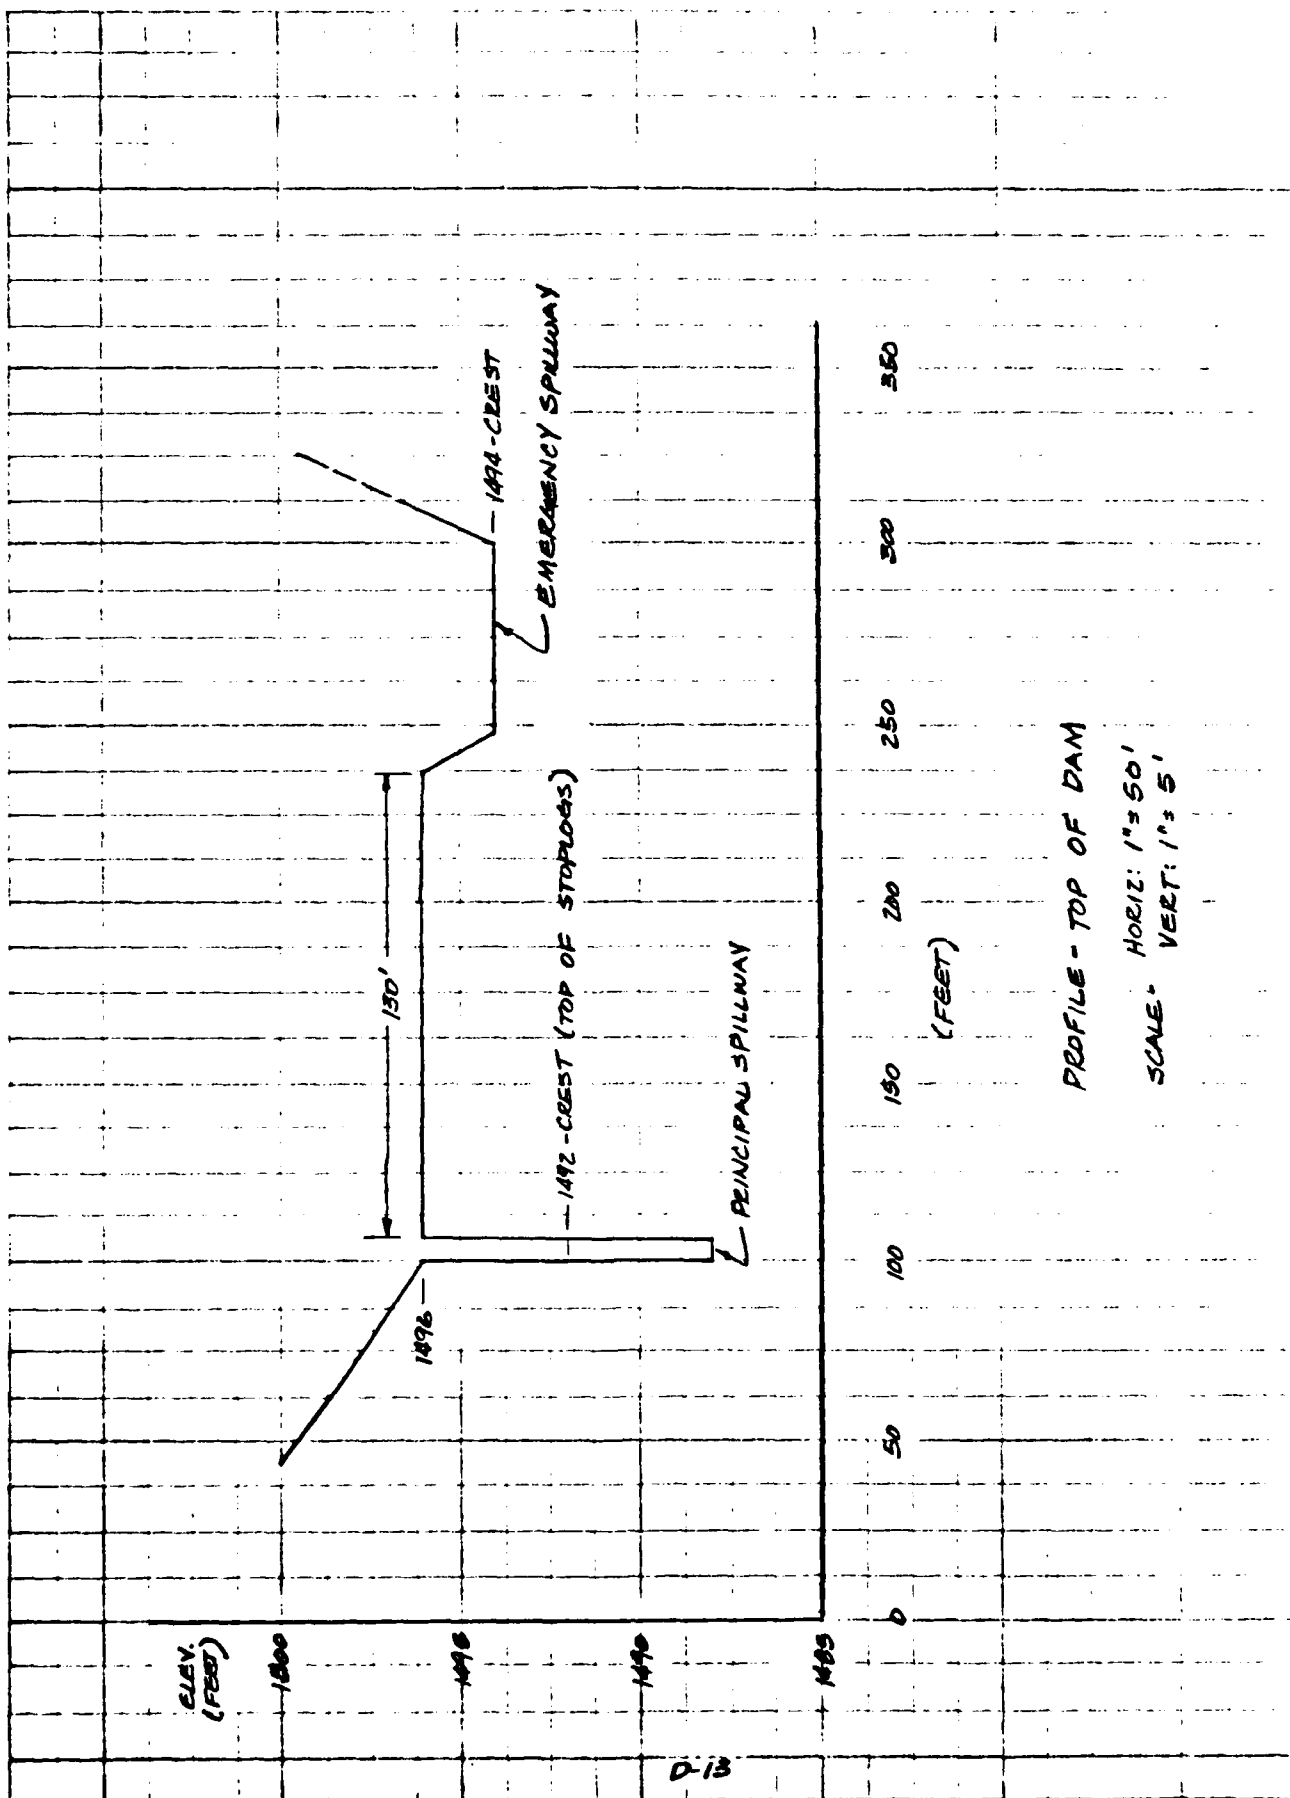 ELEV.
(FEET)
1500
1495
1490
1485
1496
130'
1492-CREST (TOP OF STOPLOGS)
PRINCIPAL SPILLWAY
1494-CREST
EMERGENCY SPILLWAY
0
50
100
150
200
250
300
350
(FEET)
PROFILE - TOP OF DAM
SCALE- HORIZ: 1"=50'
VERT: 1"=5'
D-13